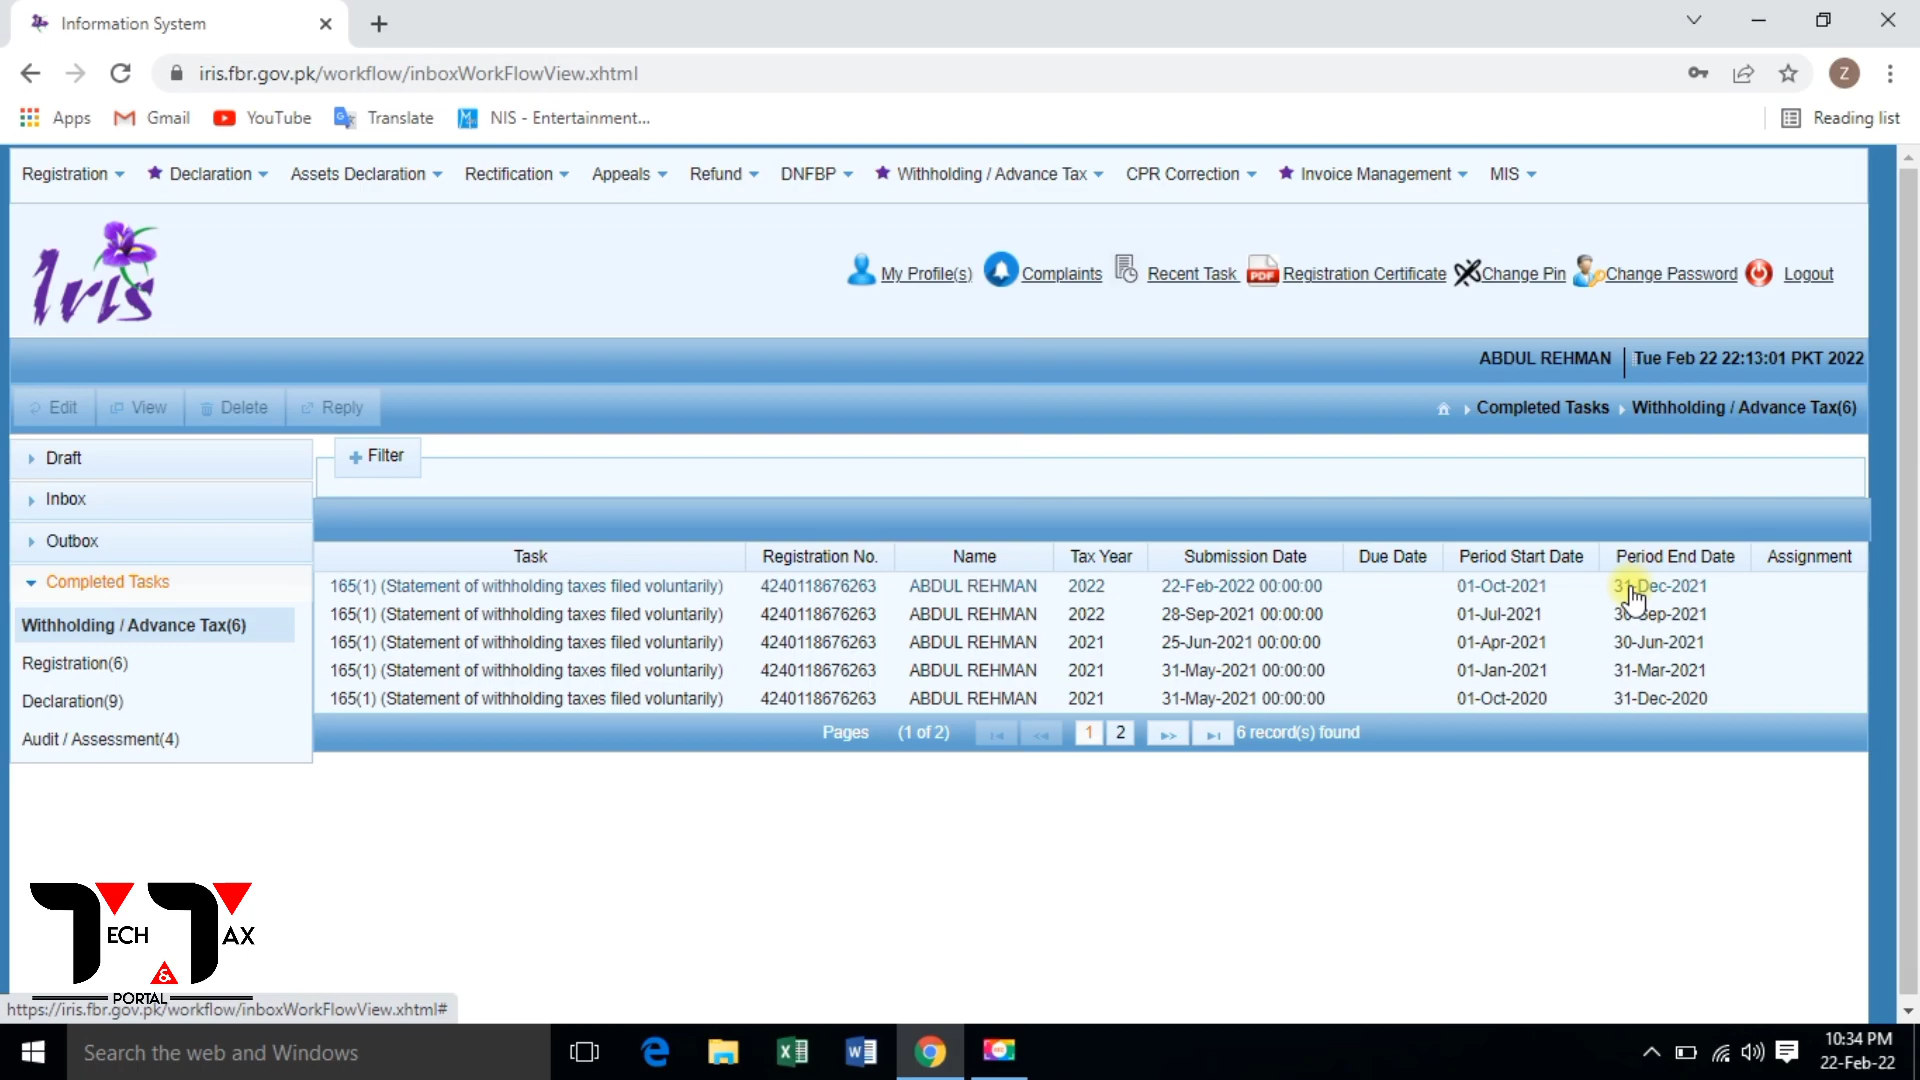 Information System
iris.fbr.gov.pk/workflow/inboxWorkFlowView.xhtml
Z
Apps Gmail YouTube Translate NIS - Entertainment... Reading list
Registration Declaration Assets Declaration Rectification Appeals Refund DNFBP Withholding / Advance Tax CPR Correction Invoice Management MIS
Iris
My Profile(s) Complaints Recent Task PDF Registration Certificate Change Pin Change Password Logout
ABDUL REHMAN Tue Feb 22 22:13:01 PKT 2022
Edit View Delete Reply Completed Tasks Withholding / Advance Tax(6)
Draft
Inbox
Outbox
Completed Tasks
Withholding / Advance Tax(6)
Registration(6)
Declaration(9)
Audit / Assessment(4)
Filter
Task Registration No. Name Tax Year Submission Date Due Date Period Start Date Period End Date Assignment
165(1) (Statement of withholding taxes filed voluntarily) 4240118676263 ABDUL REHMAN 2022 22-Feb-2022 00:00:00 01-Oct-2021 31-Dec-2021
165(1) (Statement of withholding taxes filed voluntarily) 4240118676263 ABDUL REHMAN 2022 28-Sep-2021 00:00:00 01-Jul-2021 30-Sep-2021
165(1) (Statement of withholding taxes filed voluntarily) 4240118676263 ABDUL REHMAN 2021 25-Jun-2021 00:00:00 01-Apr-2021 30-Jun-2021
165(1) (Statement of withholding taxes filed voluntarily) 4240118676263 ABDUL REHMAN 2021 31-May-2021 00:00:00 01-Jan-2021 31-Mar-2021
165(1) (Statement of withholding taxes filed voluntarily) 4240118676263 ABDUL REHMAN 2021 31-May-2021 00:00:00 01-Oct-2020 31-Dec-2020
Pages (1 of 2) 1 2 6 record(s) found
TECH & TAX
PORTAL
https://iris.fbr.gov.pk/workflow/inboxWorkFlowView.xhtml#
Search the web and Windows
10:34 PM
22-Feb-22